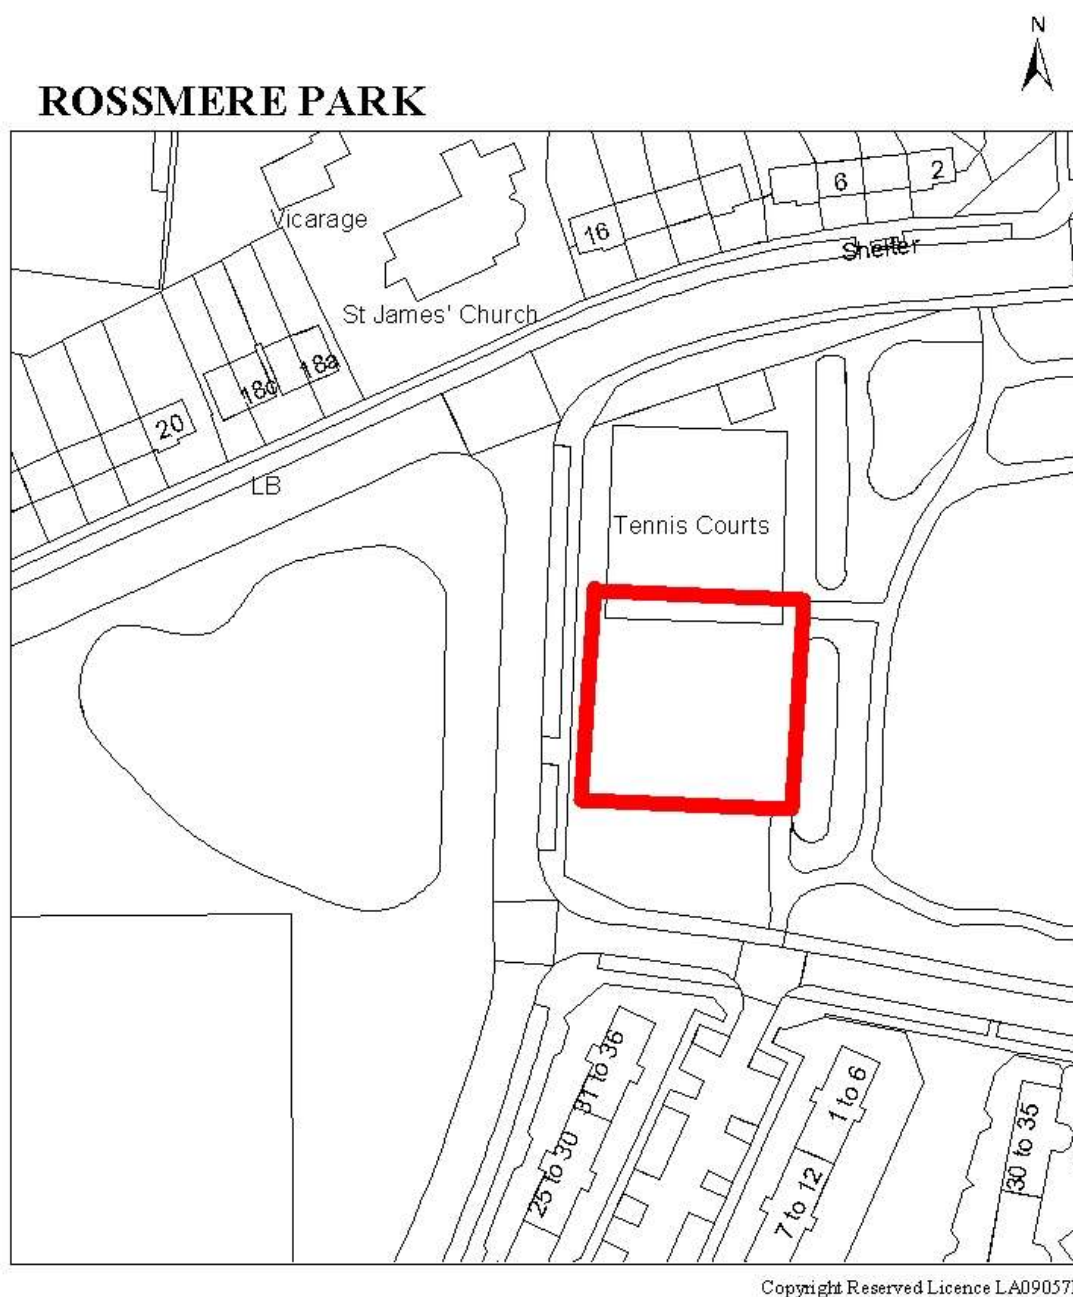 N
ROSSMERE PARK
2
6
Vicarage
16
Shelter
St James' Church
18a
18c
20
LB
Tennis Courts
31 to 36
1 to 6
30 to 35
25 to 30
7 to 12
Copyright Reserved Licence LA09057